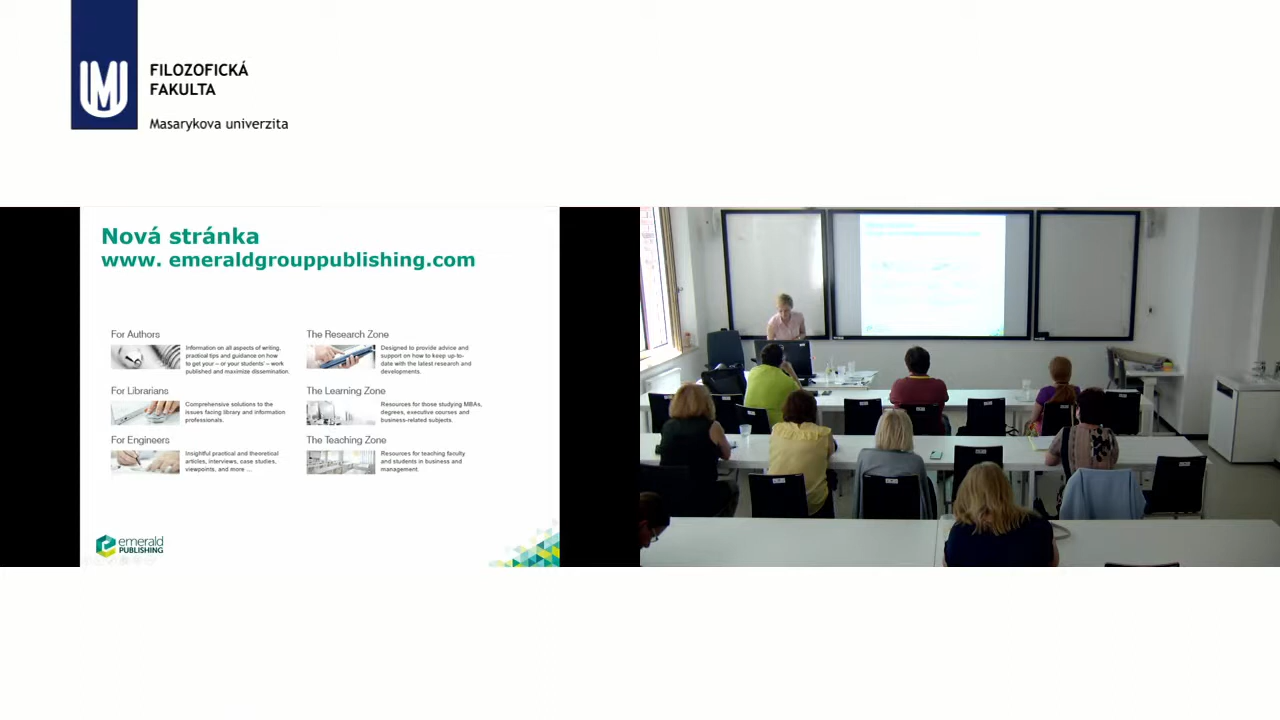 FILOZOFICKÁ
FAKULTA
Masarykova univerzita
Nová stránka
www. emeraldgrouppublishing.com
For Authors
Information on all aspects of writing,
practical tips and guidance on how
to get your – or your students' – work
published and maximize dissemination.
For Librarians
Comprehensive solutions to the
issues facing library and information
professionals.
For Engineers
Insightful practical and theoretical
articles, interviews, case studies,
viewpoints, and more ...
The Research Zone
Designed to provide advice and
support on how to keep up-to-
date with the latest research and
developments.
The Learning Zone
Resources for those studying MBAs,
degrees, executive courses and
business-related subjects.
The Teaching Zone
Resources for teaching faculty
and students in business and
management.
emerald
PUBLISHING